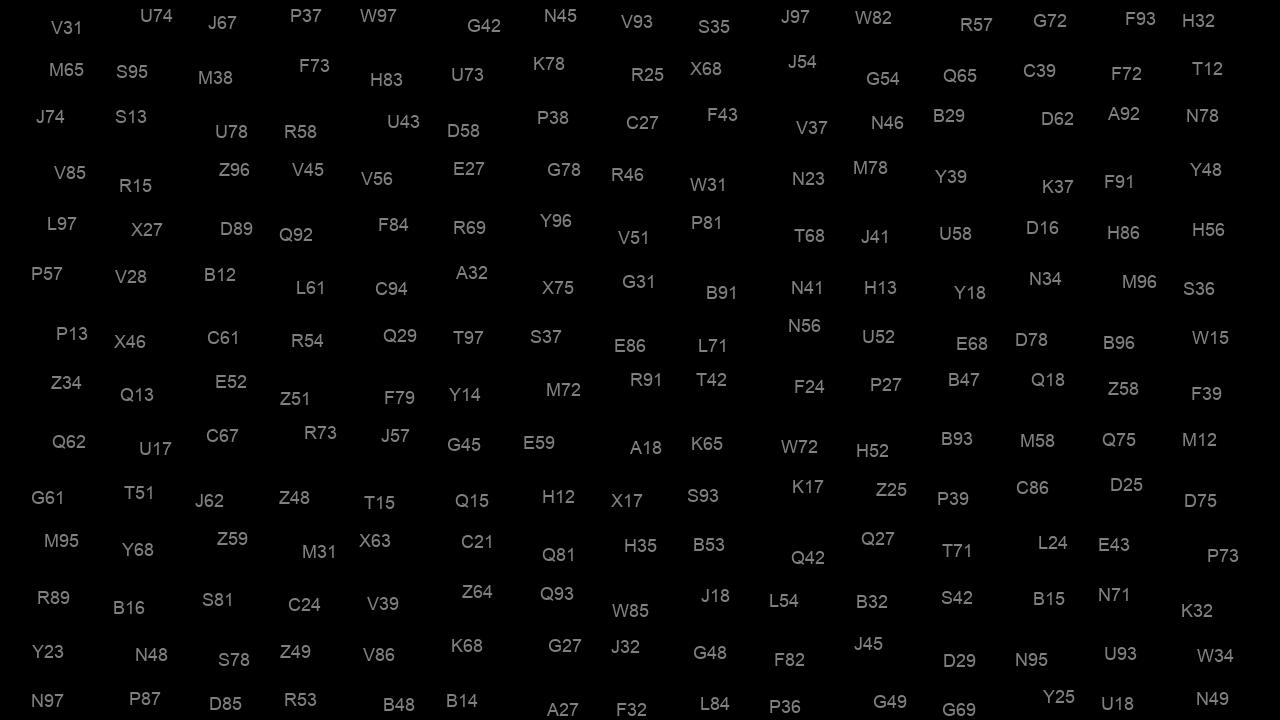 V31 U74 J67 P37 W97 G42 N45 V93 S35 J97 W82 R57 G72 F93 H32
M65 S95 M38 F73 H83 U73 K78 R25 X68 J54 G54 Q65 C39 F72 T12
J74 S13 U78 R58 U43 D58 P38 C27 F43 V37 N46 B29 D62 A92 N78
V85 R15 Z96 V45 V56 E27 G78 R46 W31 N23 M78 Y39 K37 F91 Y48
L97 X27 D89 Q92 F84 R69 Y96 V51 P81 T68 J41 U58 D16 H86 H56
P57 V28 B12 L61 C94 A32 X75 G31 B91 N41 H13 Y18 N34 M96 S36
P13 X46 C61 R54 Q29 T97 S37 E86 L71 N56 U52 E68 D78 B96 W15
Z34 Q13 E52 Z51 F79 Y14 M72 R91 T42 F24 P27 B47 Q18 Z58 F39
Q62 U17 C67 R73 J57 G45 E59 A18 K65 W72 H52 B93 M58 Q75 M12
G61 T51 J62 Z48 T15 Q15 H12 X17 S93 K17 Z25 P39 C86 D25 D75
M95 Y68 Z59 M31 X63 C21 Q81 H35 B53 Q42 Q27 T71 L24 E43 P73
R89 B16 S81 C24 V39 Z64 Q93 W85 J18 L54 B32 S42 B15 N71 K32
Y23 N48 S78 Z49 V86 K68 G27 J32 G48 F82 J45 D29 N95 U93 W34
N97 P87 D85 R53 B48 B14 A27 F32 L84 P36 G49 G69 Y25 U18 N49